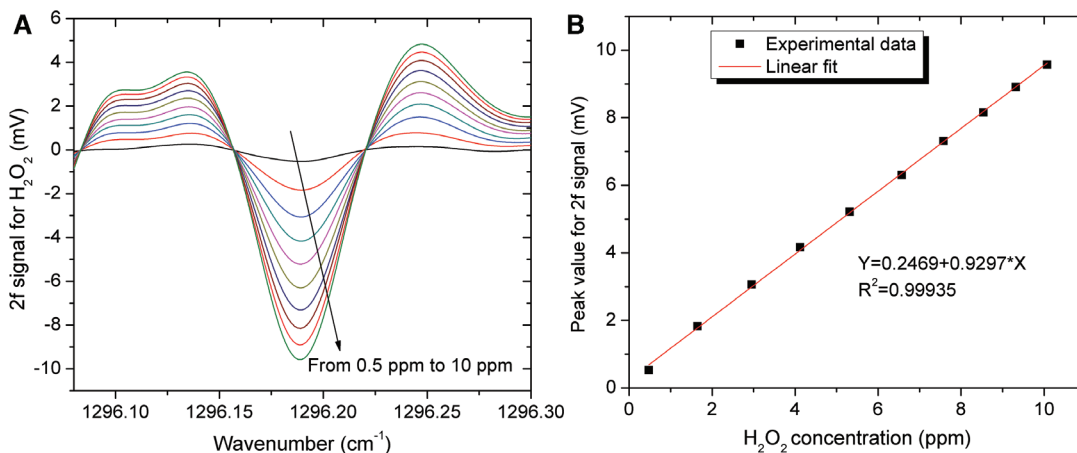 A
2f signal for H₂O₂ (mV)
6
4
2
0
-2
-4
-6
-8
-10
From 0.5 ppm to 10 ppm
1296.10
1296.15
1296.20
1296.25
1296.30
Wavenumber (cm⁻¹)
B
Peak value for 2f signal (mV)
10
8
6
4
2
0
Experimental data
Linear fit
Y=0.2469+0.9297*X
R²=0.99935
0
2
4
6
8
10
H₂O₂ concentration (ppm)